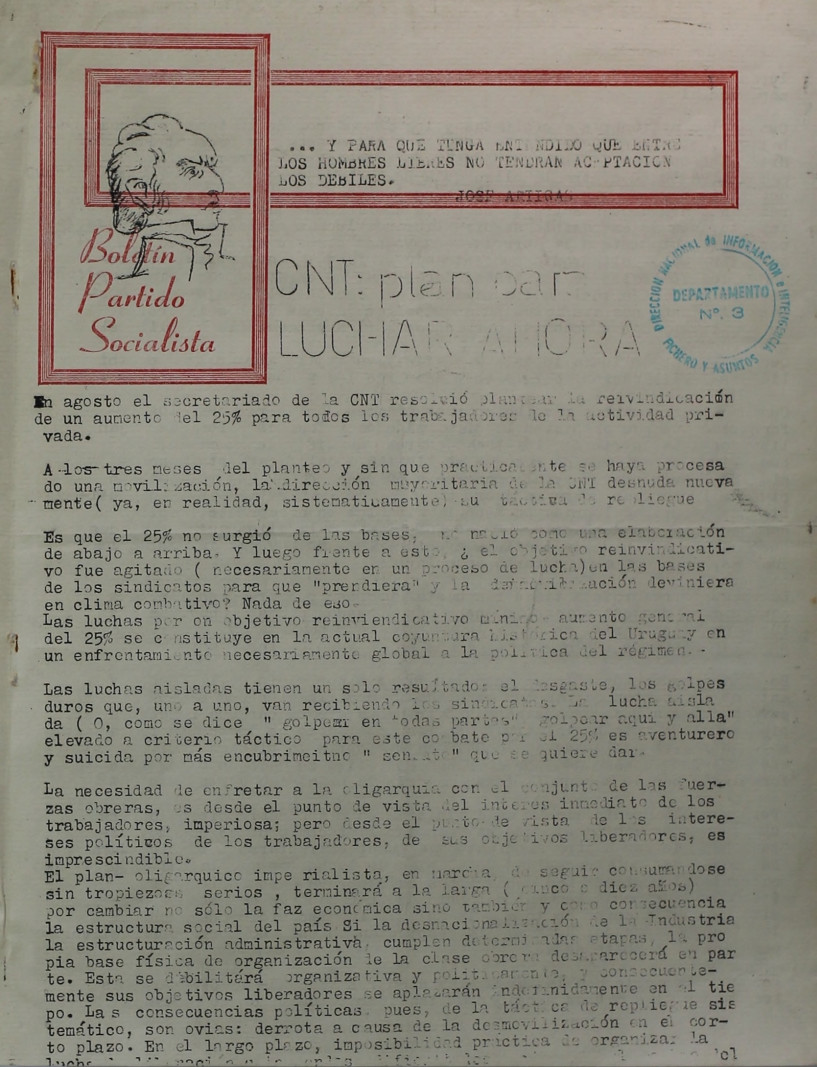 ... Y PARA QUE TENGA QUE
LOS HOMBRES NO TENDRAN
LOS DEBILES.
JOSE ARTIGAS
Boletín
Partido
Socialista
CNT: plan
LUCHAR AHORA
DIRECCION NACIONAL de INFORMACION e INTELIGENCIA
DEPARTAMENTO
Nº. 3
FICHERO Y ASUNTOS
En agosto el secretariado de la CNT resolvió plantear la reivindicación
de un aumento del 25% para todos los trabajadores de la actividad pri-
vada.
A los tres meses del planteo y sin que practicamente se haya procesa
do una movilización, la dirección mayoritaria de la CNT desnuda nueva
mente( ya, en realidad, sistematicamente) su táctica de repliegue
Es que el 25% no surgió de las bases, no nació como una elaboración
de abajo a arriba. Y luego frente a esto, ¿ el objetivo reinvindicati-
vo fue agitado ( necesariamente en un proceso de lucha)en las bases
de los sindicatos para que "prendiera" y la deviniera
en clima combativo? Nada de eso.
Las luchas por on objetivo reinviendicativo mínimo- aumento general
del 25% se constituye en la actual coyuntura histórica del Uruguay en
un enfrentamiento necesariamente global a la política del régimen. -
Las luchas aisladas tienen un solo resultado: el desgaste, los golpes
duros que, uno a uno, van recibiendo los sindicatos. La lucha aisla
da ( O, como se dice " golpear en todas partes" golpear aquí y alla"
elevado a criterio táctico para este combate por el 25% es aventurero
y suicida por más encubrimeitno " sensato" que se quiere dar.
La necesidad de enfretar a la oligarquia con el conjunto de las fuer-
zas obreras, es desde el punto de vista del interes inmediato de los
trabajadores, imperiosa; pero desde el punto de vista de los intere-
ses políticos de los trabajadores, de sus objetivos liberadores, es
imprescindible.
El plan- oligarquico impe rialista, en marcha, de seguir consumandose
sin tropiezos serios , terminará a la larga ( cinco o diez años)
por cambiar no sólo la faz económica sino también y como consecuencia
la estructura social del país Si la desnacionalización de la Industria
la estructuración administrativa, cumplen determinadas etapas, la pro
pia base física de organización de la clase obrera desaparecerá en par
te. Esta se debilitará organizativa y politicamente, y consecuente-
mente sus objetivos liberadores se aplazarán indefinidamente en el tie
po. La s consecuencias políticas pues, de la táctica de repliegue sis
temático, son ovias: derrota a causa de la desmovilización en el cor-
to plazo. En el largo plazo, imposibilidad práctica de organizar la